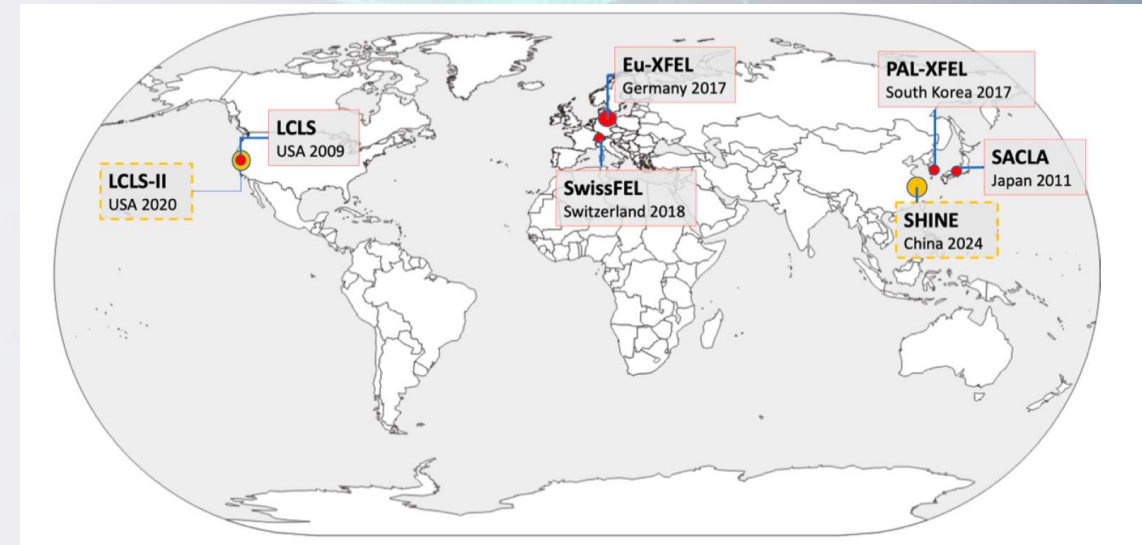 LCLS
USA 2009
LCLS-II
USA 2020
Eu-XFEL
Germany 2017
SwissFEL
Switzerland 2018
PAL-XFEL
South Korea 2017
SACLA
Japan 2011
SHINE
China 2024